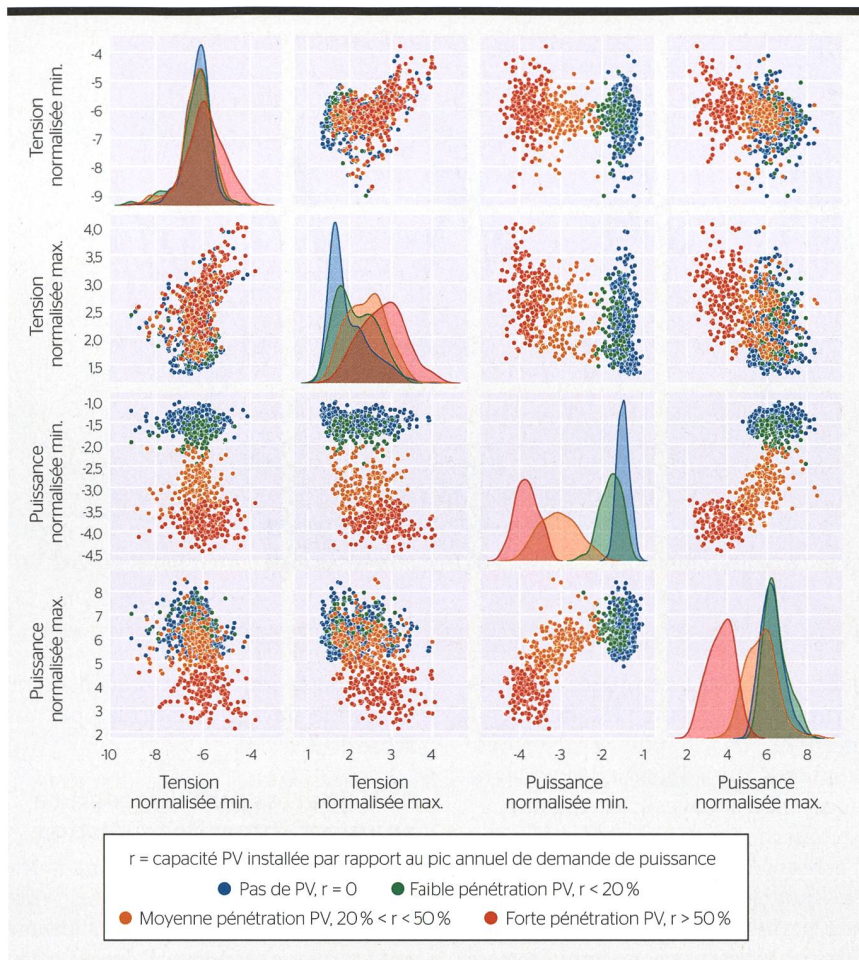 Tension
normalisée min.
-4
-5
-6
-7
-8
-9
Tension
normalisée max.
4,0
3,5
3,0
2,5
2,0
1,5
Puissance
normalisée min.
-1,0
-1,5
-2,0
-2,5
-3,0
-3,5
-4,0
-4,5
Puissance
normalisée max.
8
7
6
5
4
3
2
-10 -8 -6 -4 1 2 3 4 -4 -3 -2 -1 2 4 6 8
Tension Tension Puissance Puissance
normalisée min. normalisée max. normalisée min. normalisée max.
r = capacité PV installée par rapport au pic annuel de demande de puissance
Pas de PV, r = 0 Faible pénétration PV, r < 20 %
Moyenne pénétration PV, 20 % < r < 50 % Forte pénétration PV, r > 50 %